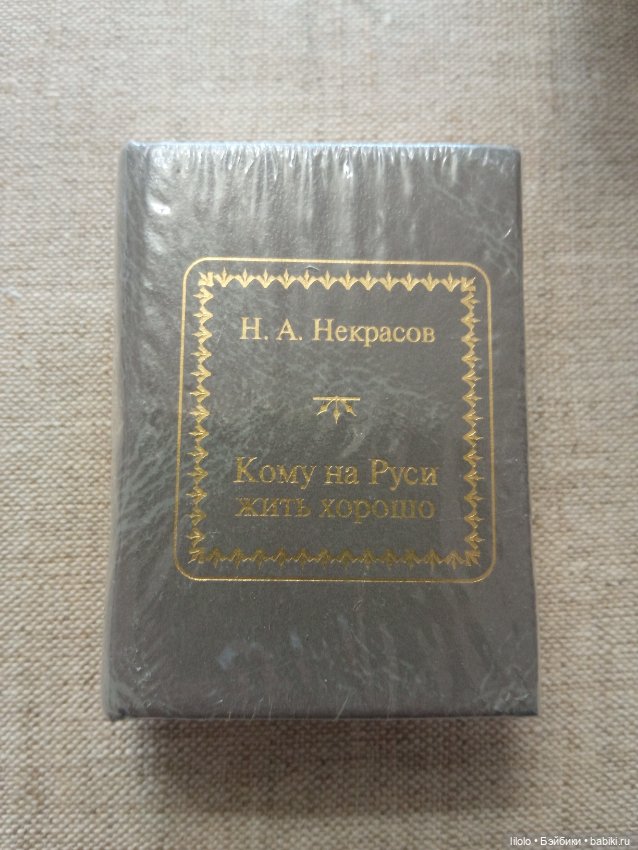 Н. А. Некрасов
Кому на Руси
жить хорошо
lilolo • Бэйбики • babiki.ru